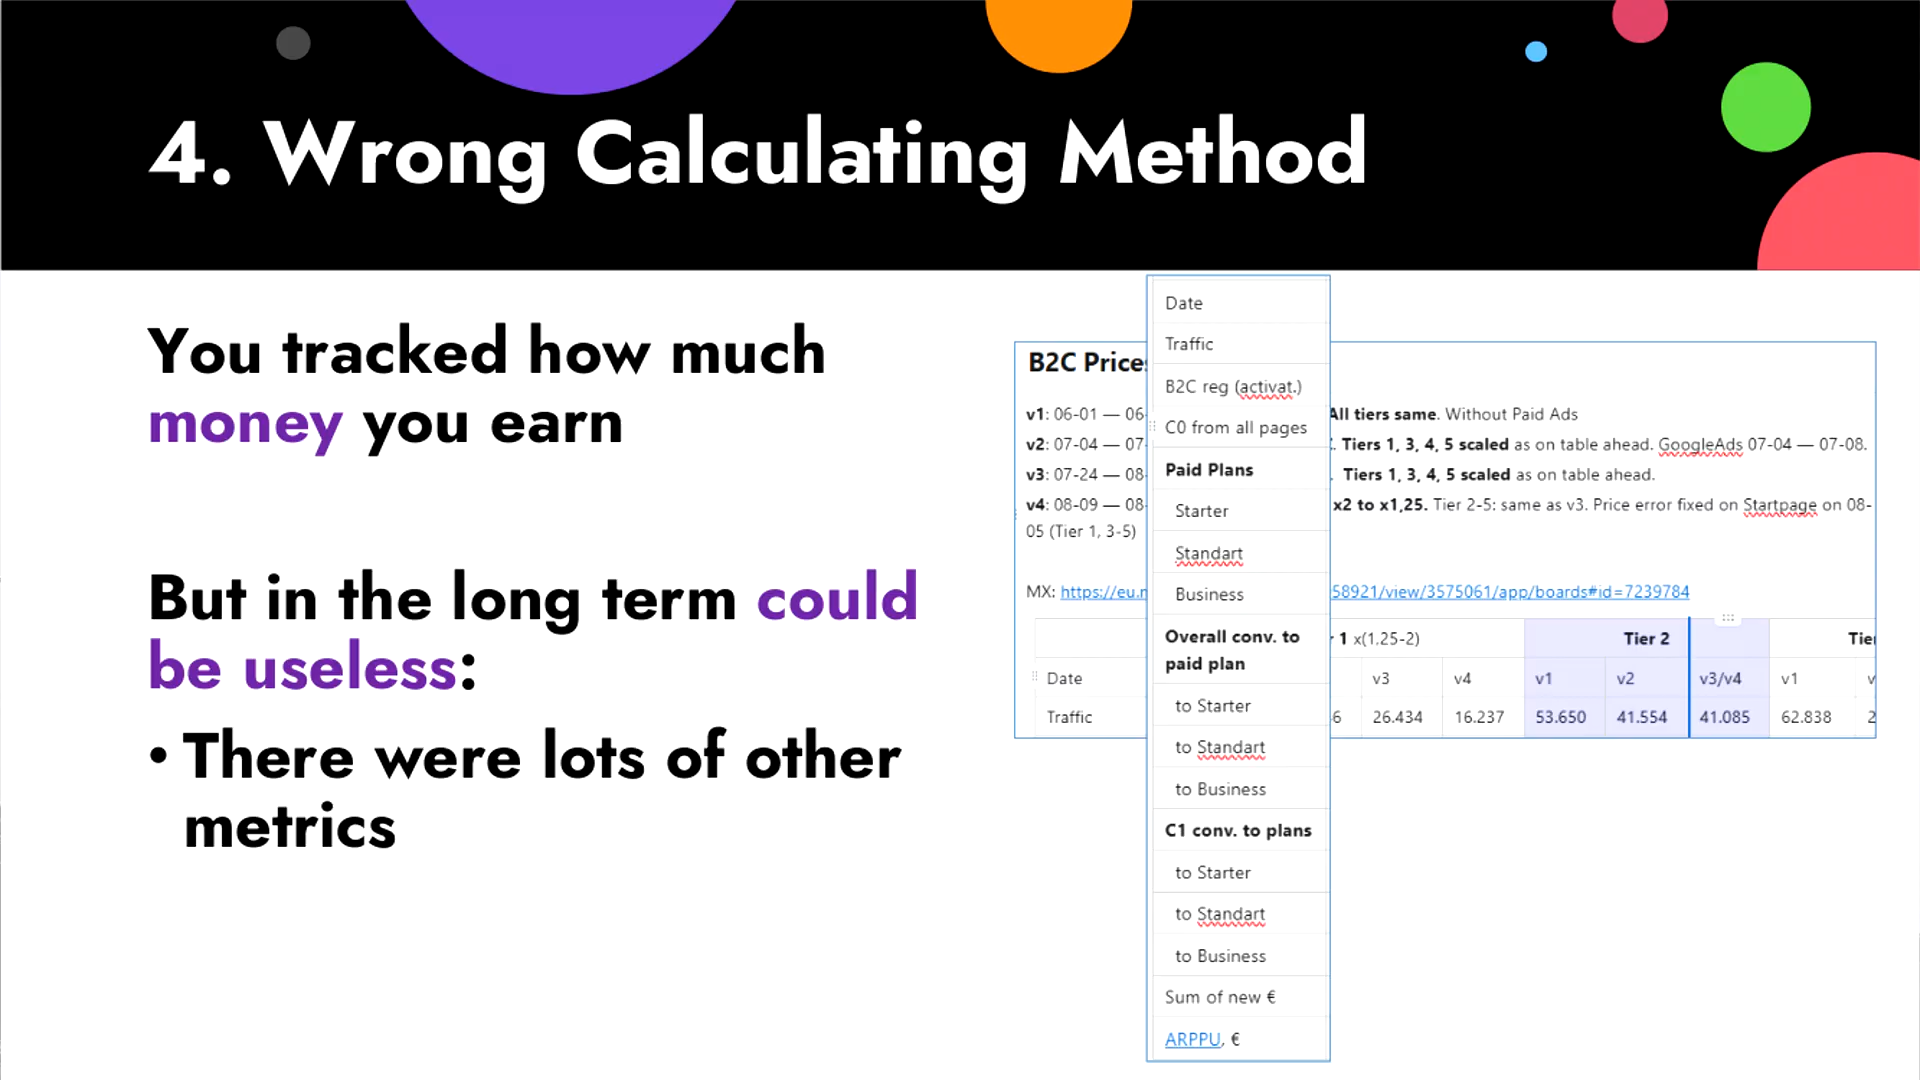 4. Wrong Calculating Method
You tracked how much
money you earn
But in the long term could
be useless:
• There were lots of other
metrics
Date
Traffic
B2C reg (activat.)
C0 from all pages
Paid Plans
Starter
Standart
Business
Overall conv. to
paid plan
to Starter
to Standart
to Business
C1 conv. to plans
to Starter
to Standart
to Business
Sum of new €
ARPPU, €
B2C Prices
v1: 06-01 — 06- All tiers same. Without Paid Ads
v2: 07-04 — 07- Tiers 1, 3, 4, 5 scaled as on table ahead. GoogleAds 07-04 — 07-08.
v3: 07-24 — 08- Tiers 1, 3, 4, 5 scaled as on table ahead.
v4: 08-09 — 08- x2 to x1,25. Tier 2-5: same as v3. Price error fixed on Startpage on 08-
05 (Tier 1, 3-5)
MX: https://eu.r 58921/view/3575061/app/boards#id=7239784
1 x(1,25-2) Tier 2 Tier
Date v3 v4 v1 v2 v3/v4 v1
Traffic 6 26.434 16.237 53.650 41.554 41.085 62.838 2